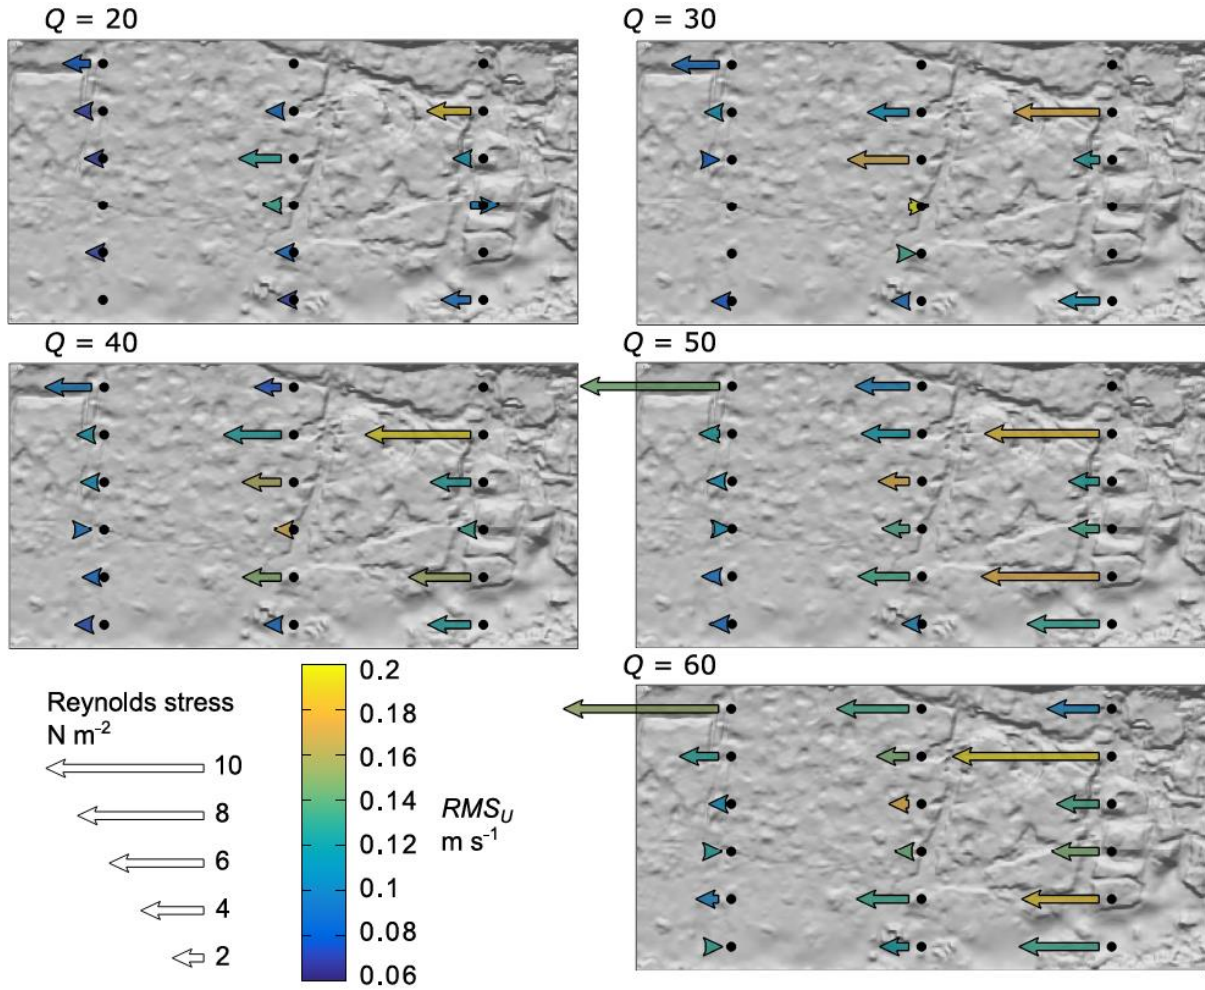 Q = 20
Q = 30
Q = 40
Q = 50
Q = 60
Reynolds stress
N m⁻²
10
8
6
4
2
0.2
0.18
0.16
0.14
0.12
0.1
0.08
0.06
RMS_U
m s⁻¹